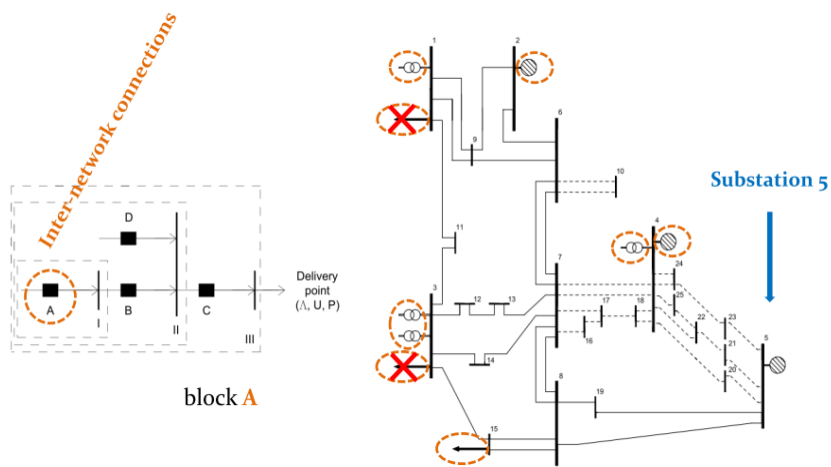 Inter-network connections
D
A
I
B
II
C
III
Delivery
point
(Λ, U, P)
block A
1
2
6
9
10
Substation 5
11
4
24
7
3
12
13
17
18
25
22
23
5
16
21
14
20
8
19
15